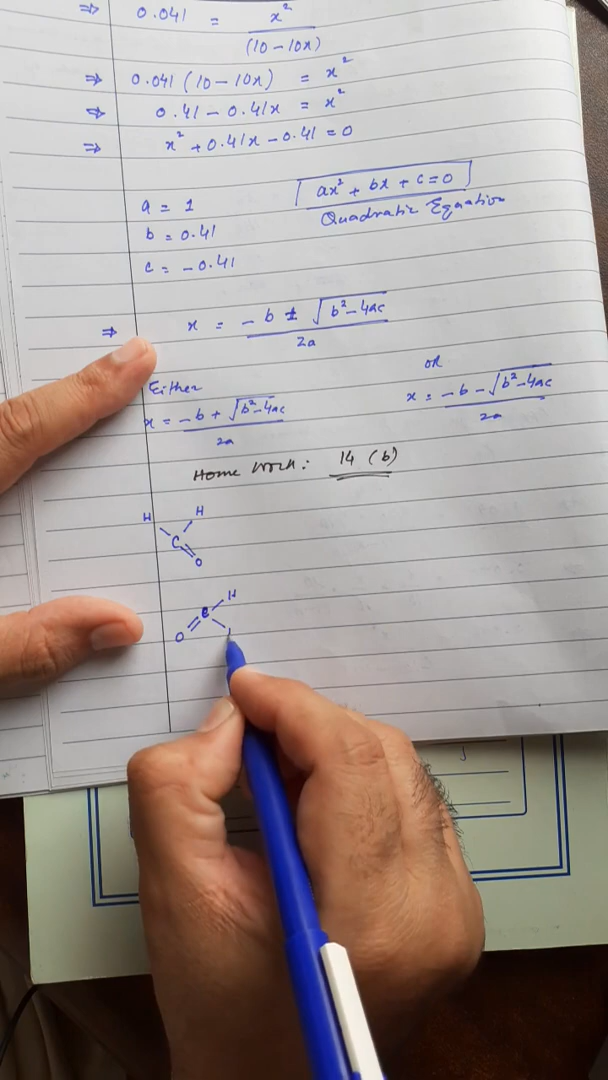 ⇒ 0.041 = x² / (10 - 10x)
⇒ 0.041 (10 - 10x) = x²
⇒ 0.41 - 0.41x = x²
⇒ x² + 0.41x - 0.41 = 0
ax² + bx + c = 0
Quadratic Equation
a = 1
b = 0.41
c = -0.41
⇒ x = -b ± √b² - 4ac / 2a
Either
x = -b + √b² - 4ac / 2a
OR
x = -b - √b² - 4ac / 2a
Home Work: 14 (b)
H H
C
O
H
C
O